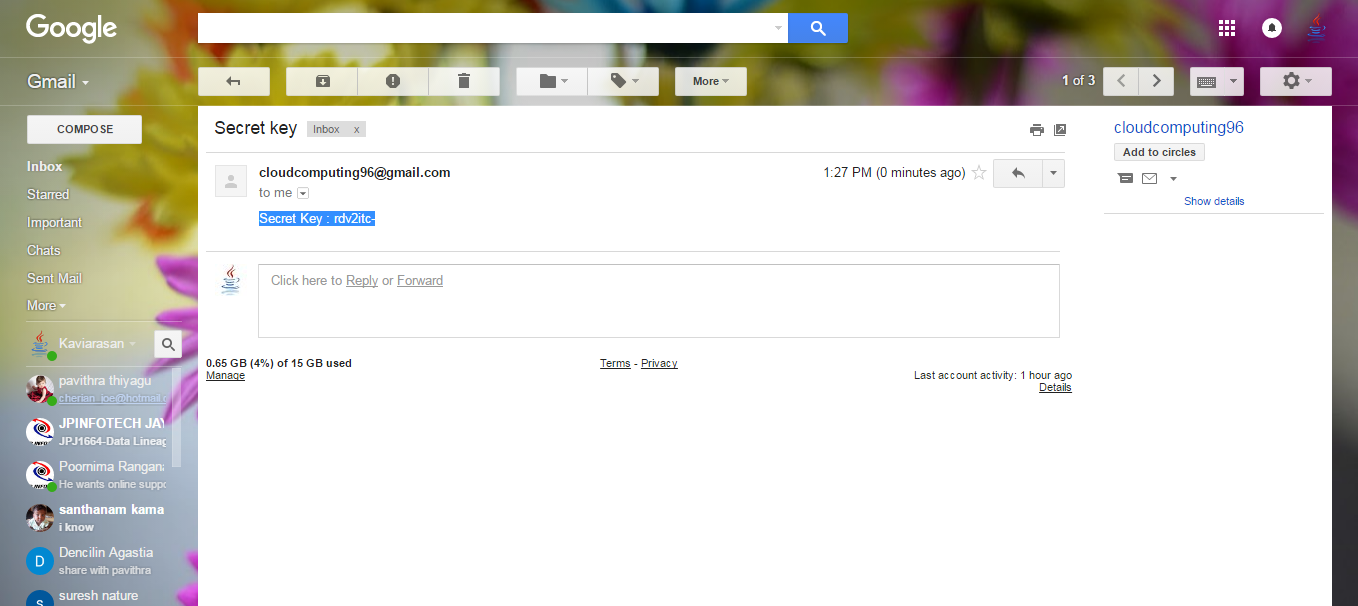 Google
Gmail
More
1 of 3
COMPOSE
Inbox
Starred
Important
Chats
Sent Mail
More
Kaviarasan
pavithra thiyagu
cherian_joe@hotmail.c
JPINFOTECH JAY
JPJ1664-Data Lineag
Poornima Rangana
He wants online suppo
santhanam kama
i know
D
Dencilin Agastia
share with pavithra
s
suresh nature
Secret key
Inbox x
cloudcomputing96@gmail.com
1:27 PM (0 minutes ago)
to me
Secret Key : rdv2itc-
Click here to Reply or Forward
0.65 GB (4%) of 15 GB used
Manage
Terms - Privacy
Last account activity: 1 hour ago
Details
cloudcomputing96
Add to circles
Show details